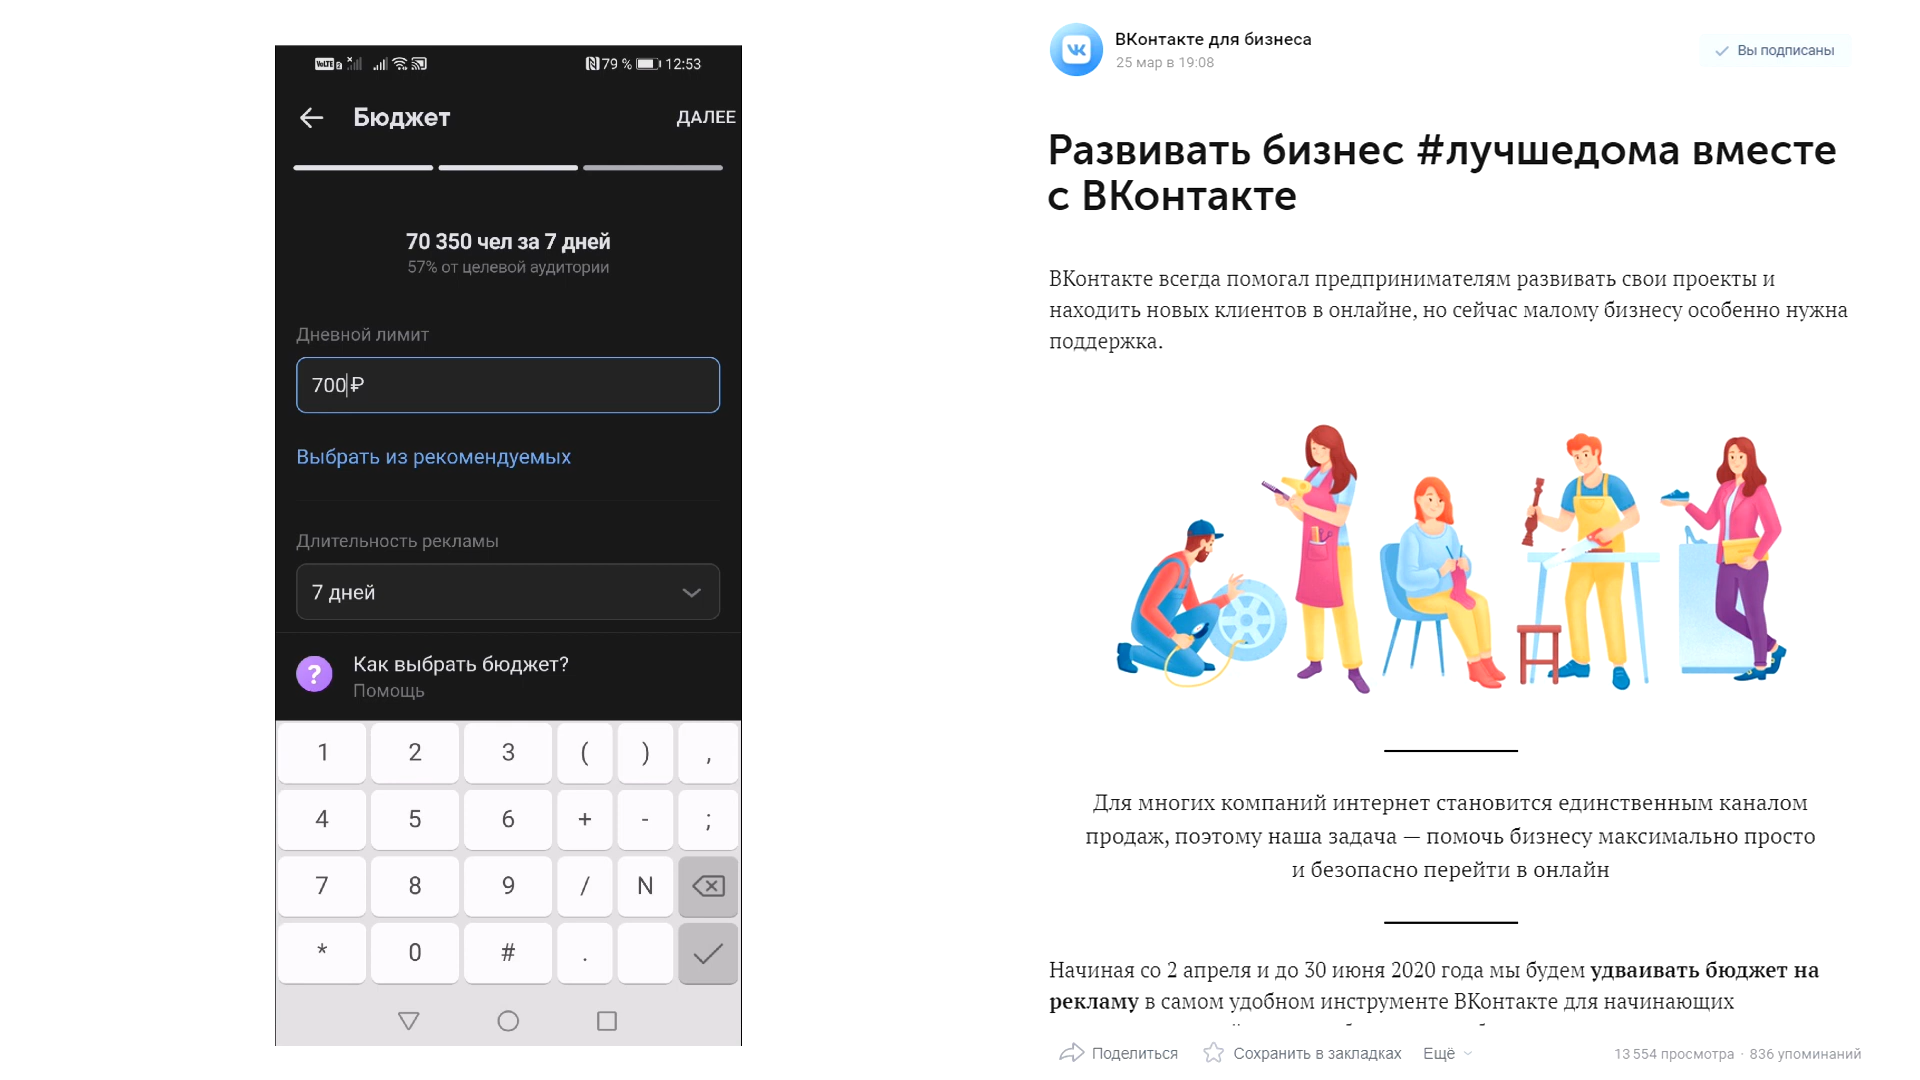 79 % 12:53
Бюджет ДАЛЕЕ
70 350 чел за 7 дней
57% от целевой аудитории
Дневной лимит
700 ₽
Выбрать из рекомендуемых
Длительность рекламы
7 дней
?
Как выбрать бюджет?
Помощь
1 2 3 ( ) ,
4 5 6 + - ;
7 8 9 / N
* 0 # .
ВКонтакте для бизнеса
25 мар в 19:08
Вы подписаны
Развивать бизнес #лучшедома вместе
с ВКонтакте
ВКонтакте всегда помогал предпринимателям развивать свои проекты и
находить новых клиентов в онлайне, но сейчас малому бизнесу особенно нужна
поддержка.
Для многих компаний интернет становится единственным каналом
продаж, поэтому наша задача — помочь бизнесу максимально просто
и безопасно перейти в онлайн
Начиная со 2 апреля и до 30 июня 2020 года мы будем удваивать бюджет на
рекламу в самом удобном инструменте ВКонтакте для начинающих
Поделиться Сохранить в закладках Ещё 13 554 просмотра · 836 упоминаний